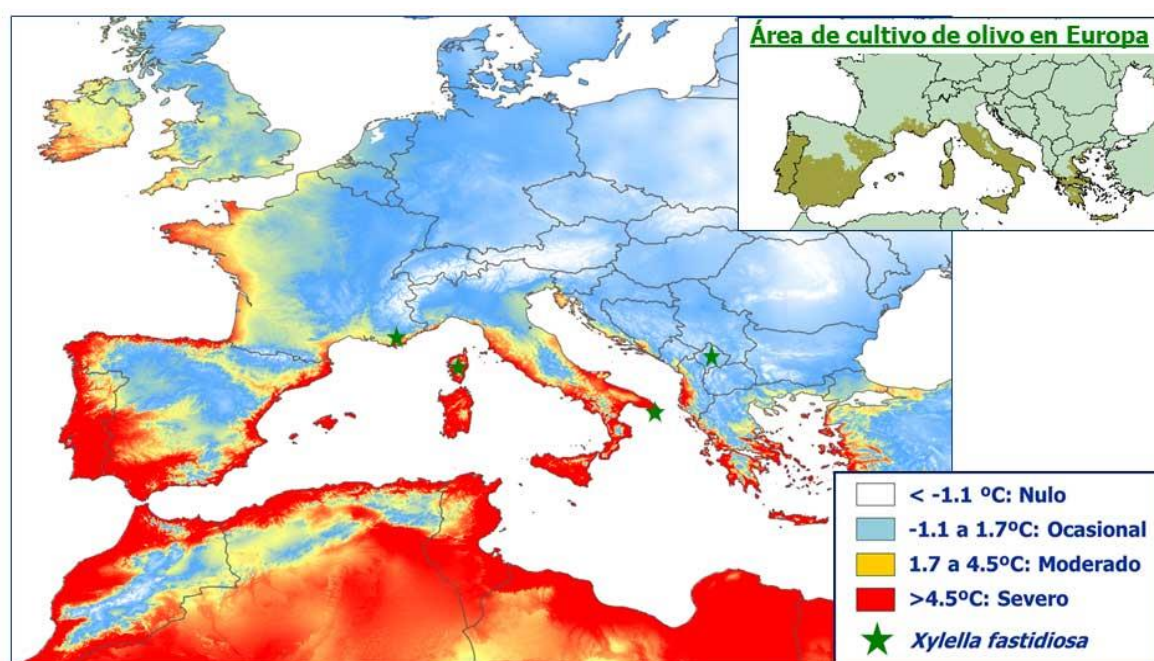 Área de cultivo de olivo en Europa
< -1.1 ºC: Nulo
-1.1 a 1.7ºC: Ocasional
1.7 a 4.5ºC: Moderado
>4.5ºC: Severo
Xylella fastidiosa